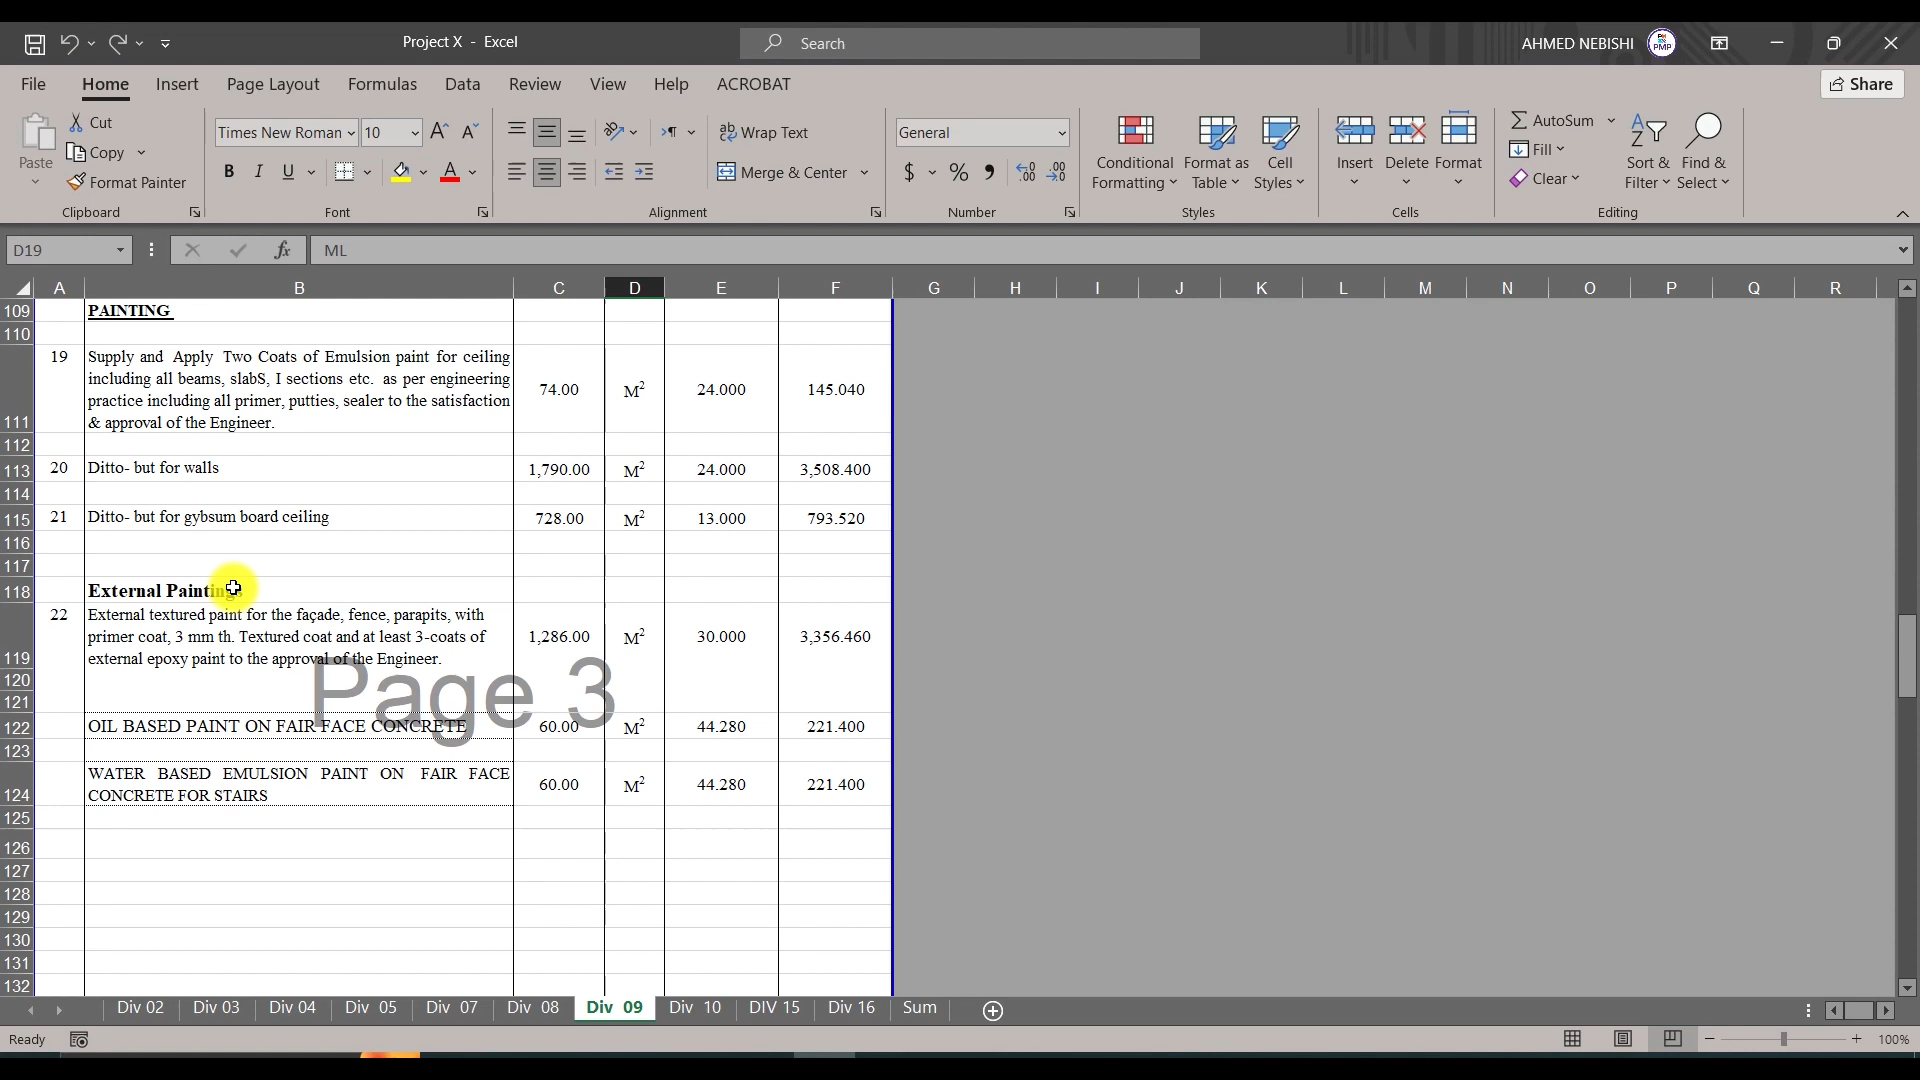 Project X - Excel
Search
AHMED NEBISHI
PMP
File Home Insert Page Layout Formulas Data Review View Help ACROBAT
Share
Paste
Cut
Copy
Format Painter
Clipboard
Times New Roman 10
B I U
Font
Wrap Text
Merge & Center
Alignment
General
$ % 9
Number
Conditional Formatting
Format as Table
Cell Styles
Styles
Insert Delete Format
Cells
AutoSum
Fill
Clear
Sort & Filter
Find & Select
Editing
D19 fx ML
A B C D E F G H I J K L M N O P Q R
109 PAINTING
110
19 Supply and Apply Two Coats of Emulsion paint for ceiling
including all beams, slabS, I sections etc. as per engineering
practice including all primer, putties, sealer to the satisfaction
& approval of the Engineer.
74.00 M² 24.000 145.040
111
112
113 20 Ditto- but for walls 1,790.00 M² 24.000 3,508.400
114
115 21 Ditto- but for gybsum board ceiling 728.00 M² 13.000 793.520
116
117
118 External Paintings
22 External textured paint for the façade, fence, parapits, with
primer coat, 3 mm th. Textured coat and at least 3-coats of
external epoxy paint to the approval of the Engineer.
1,286.00 M² 30.000 3,356.460
119
Page 3
120
121
122 OIL BASED PAINT ON FAIR FACE CONCRETE 60.00 M² 44.280 221.400
123
WATER BASED EMULSION PAINT ON FAIR FACE
CONCRETE FOR STAIRS
60.00 M² 44.280 221.400
124
125
126
127
128
129
130
131
132
Div 02 Div 03 Div 04 Div 05 Div 07 Div 08 Div 09 Div 10 DIV 15 Div 16 Sum
Ready
100%